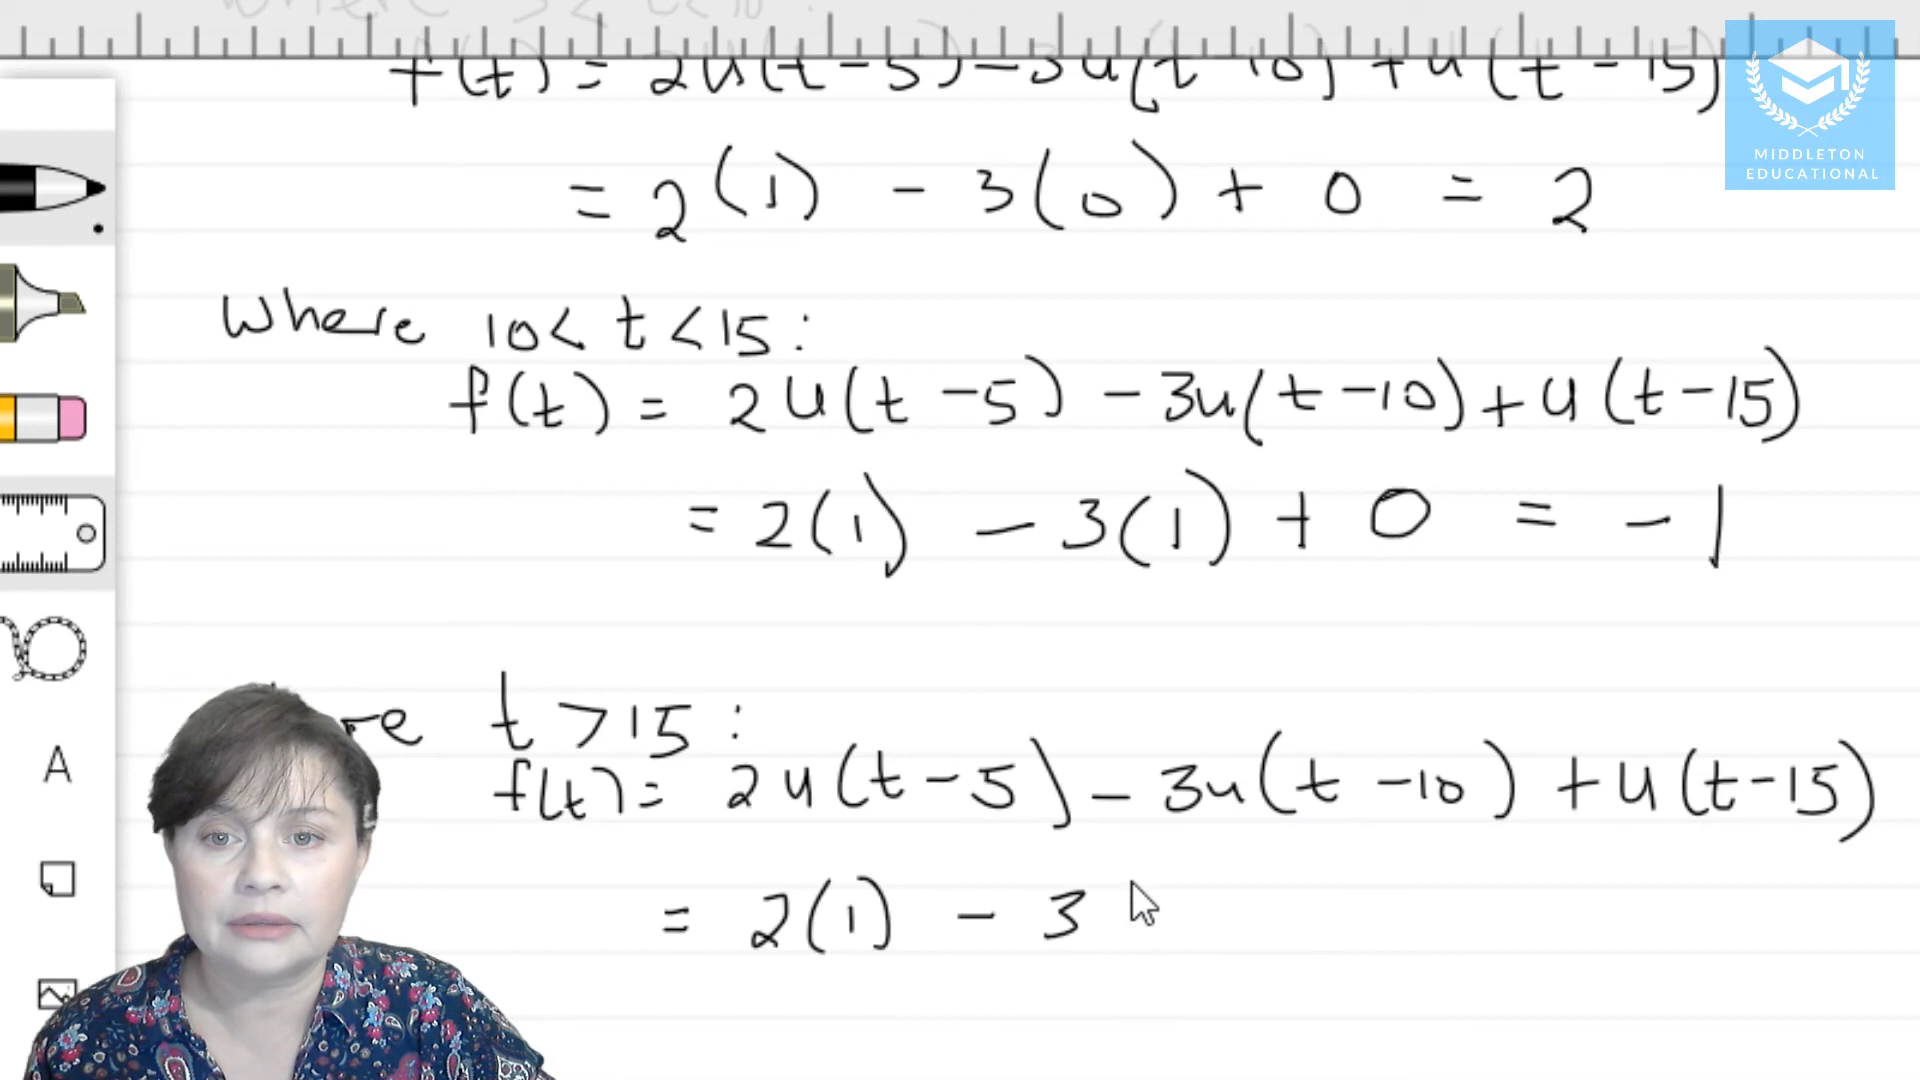 f(t) = 2u(t-5) - 3u(t-10) + u(t-15)
= 2(1) - 3(0) + 0 = 2
MIDDLETON
EDUCATIONAL
Where 10 < t < 15 :
f(t) = 2u(t-5) - 3u(t-10) + u(t-15)
= 2(1) - 3(1) + 0 = -1
re t > 15 :
f(t) = 2u(t-5) - 3u(t-10) + u(t-15)
= 2(1) - 3
A